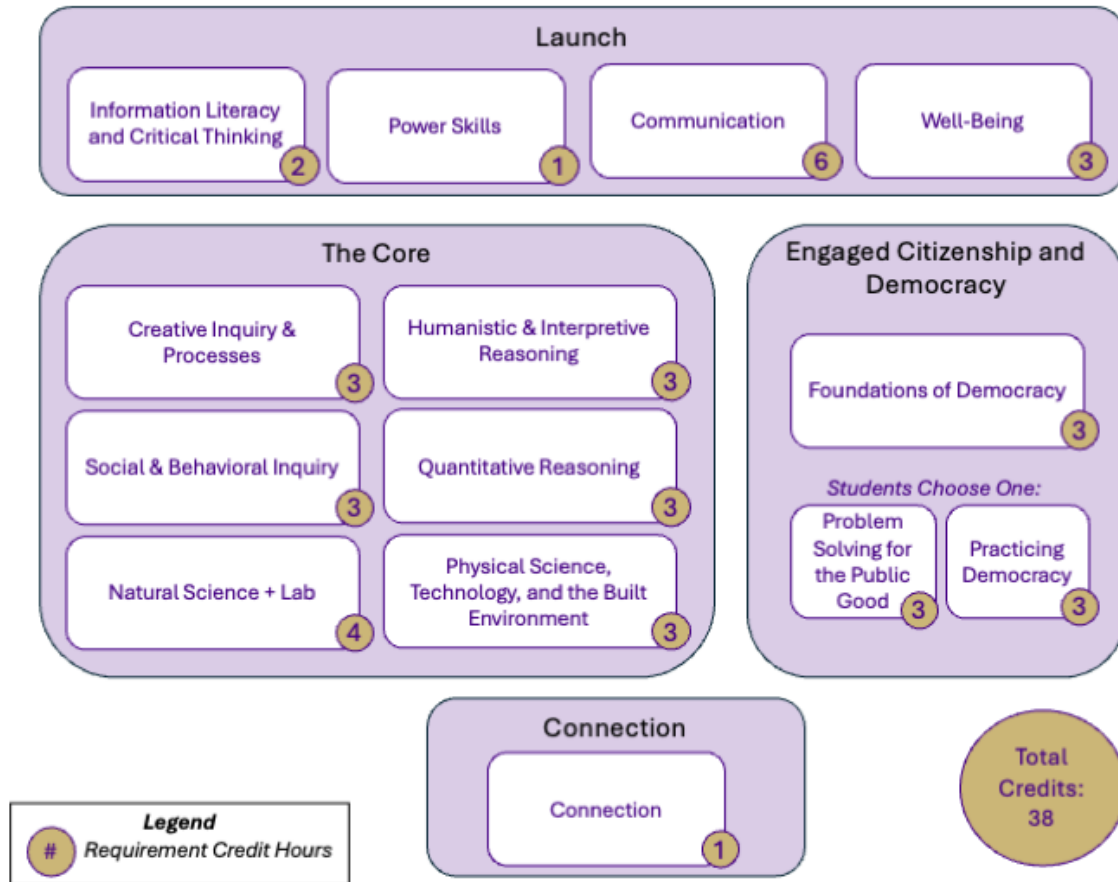 Launch
Information Literacy
and Critical Thinking
2
Power Skills
1
Communication
6
Well-Being
3
The Core
Creative Inquiry &
Processes
3
Humanistic & Interpretive
Reasoning
3
Social & Behavioral Inquiry
3
Quantitative Reasoning
3
Natural Science + Lab
4
Physical Science,
Technology, and the Built
Environment
3
Engaged Citizenship and
Democracy
Foundations of Democracy
3
Students Choose One:
Problem
Solving for
the Public
Good
3
Practicing
Democracy
3
Connection
Connection
1
Total
Credits:
38
Legend
# Requirement Credit Hours